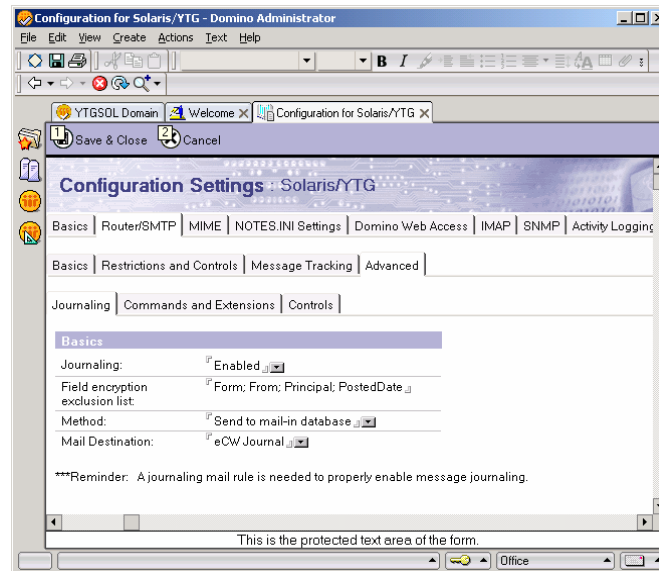 Configuration for Solaris/YTG - Domino Administrator
File Edit View Create Actions Text Help
B I
YTGSOL Domain Welcome Configuration for Solaris/YTG
1 Save & Close 2 Cancel
Configuration Settings : Solaris/YTG
Basics Router/SMTP MIME NOTES.INI Settings Domino Web Access IMAP SNMP Activity Logging
Basics Restrictions and Controls Message Tracking Advanced
Journaling Commands and Extensions Controls
Basics
Journaling: Enabled
Field encryption Form; From; Principal; PostedDate
exclusion list:
Method: Send to mail-in database
Mail Destination: eCW Journal
***Reminder: A journaling mail rule is needed to properly enable message journaling.
This is the protected text area of the form.
Office